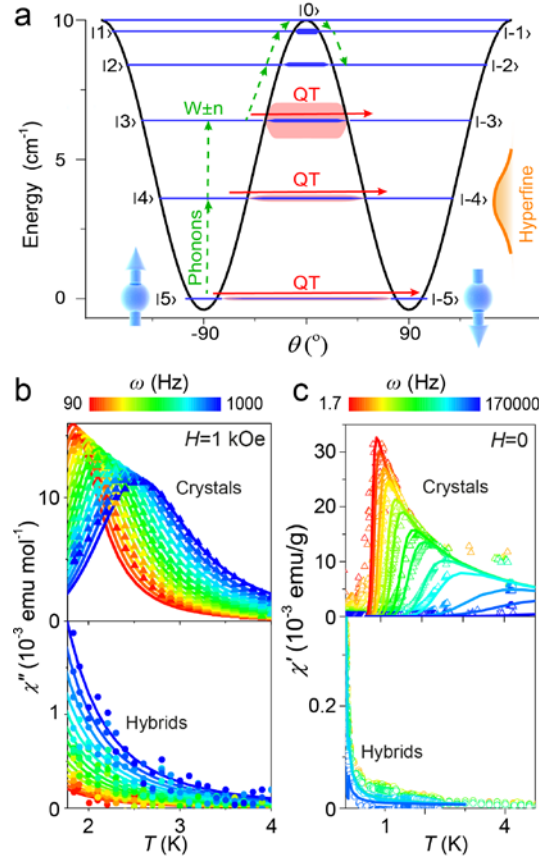 a
|0⟩
|1⟩
|-1⟩
|2⟩
|-2⟩
W±n
QT
|3⟩
|-3⟩
QT
|4⟩
|-4⟩
Phonons
Hyperfine
QT
|5⟩
|-5⟩
10
5
0
Energy (cm⁻¹)
-90
90
θ (°)
b
ω (Hz)
90
1000
H=1 kOe
Crystals
10
0
1
0
Hybrids
χ″ (10⁻³ emu mol⁻¹)
2
3
4
T (K)
c
ω (Hz)
1.7
170000
H=0
Crystals
30
20
10
0
0.2
Hybrids
χ′ (10⁻³ emu/g)
1
2
4
T (K)